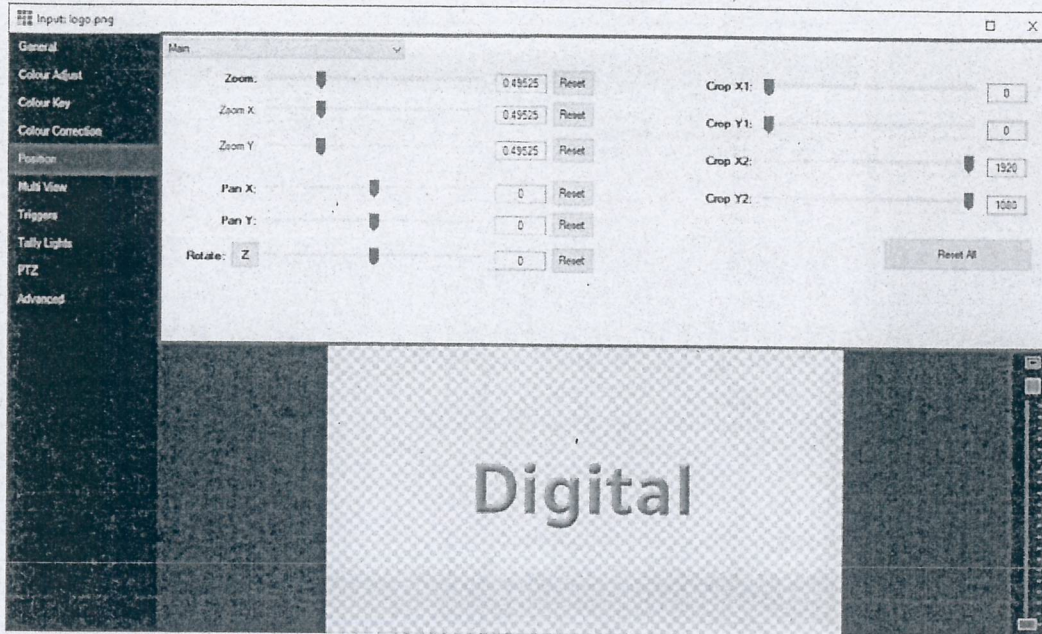 Input: logo.png
General
Colour Adjust
Colour Key
Colour Correction
Position
Multi View
Triggers
Tally Lights
PTZ
Advanced
Main
Zoom: 0.49525 Reset
Zoom X 0.49525
Zoom Y 0.49525 Reset
Pan X: 0 Reset
Pan Y: 0 Reset
Rotate: Z 0 Reset
Crop X1: 0
Crop Y1: 0
Crop X2: 1920
Crop Y2: 1080
Reset All
Digital